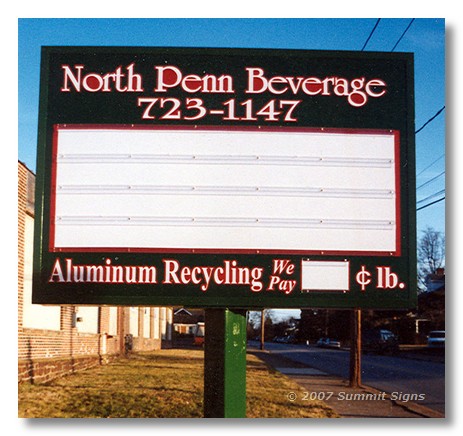 North Penn Beverage
723-1147
Aluminum Recycling We Pay ¢ lb.
© 2007 Summit Signs